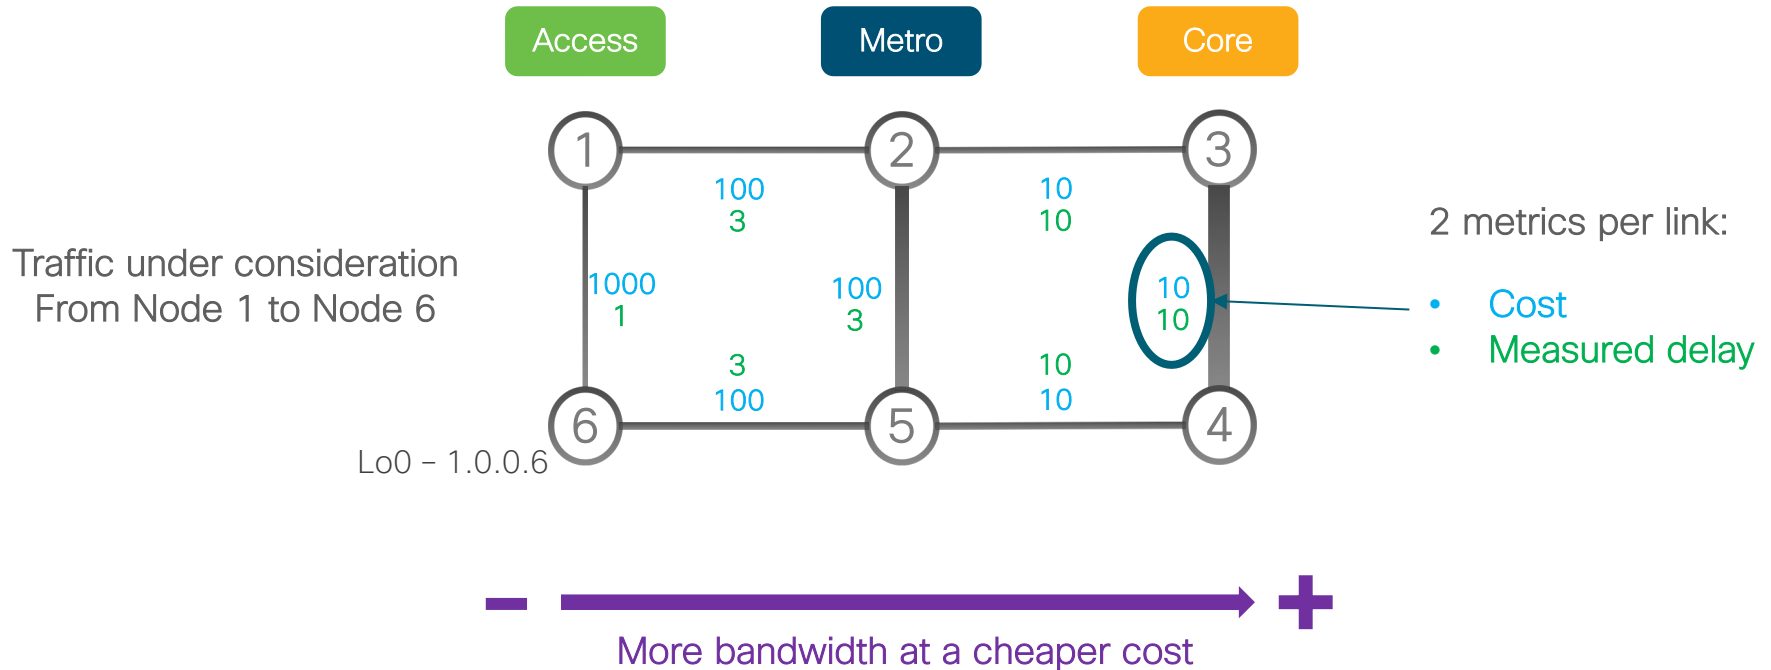 Access
Metro
Core
1
2
3
100
3
10
10
2 metrics per link:
Traffic under consideration
From Node 1 to Node 6
1000
1
100
3
10
10
• Cost
• Measured delay
3
100
10
10
6
5
4
Lo0 – 1.0.0.6
More bandwidth at a cheaper cost